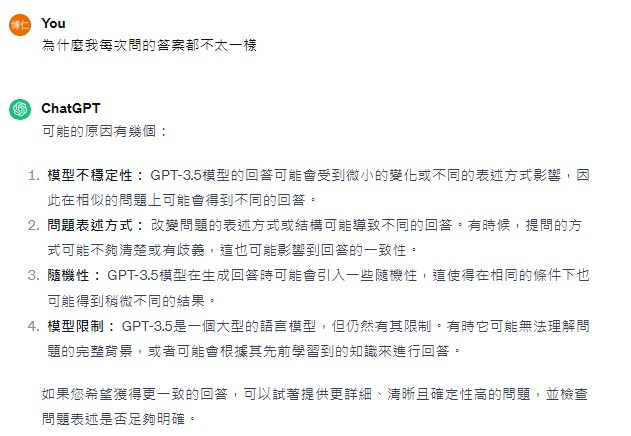 博仁
You
為什麼我每次問的答案都不太一樣
ChatGPT
可能的原因有幾個：
1. 模型不穩定性： GPT-3.5模型的回答可能會受到微小的變化或不同的表述方式影響，因
此在相似的問題上可能會得到不同的回答。
2. 問題表述方式： 改變問題的表述方式或結構可能導致不同的回答。有時候，提問的方
式可能不夠清楚或有歧義，這也可能影響到回答的一致性。
3. 隨機性： GPT-3.5模型在生成回答時可能會引入一些隨機性，這使得在相同的條件下也
可能得到稍微不同的結果。
4. 模型限制： GPT-3.5是一個大型的語言模型，但仍然有其限制。有時它可能無法理解問
題的完整背景，或者可能會根據其先前學習到的知識來進行回答。
如果您希望獲得更一致的回答，可以試著提供更詳細、清晰且確定性高的問題，並檢查
問題表述是否足夠明確。